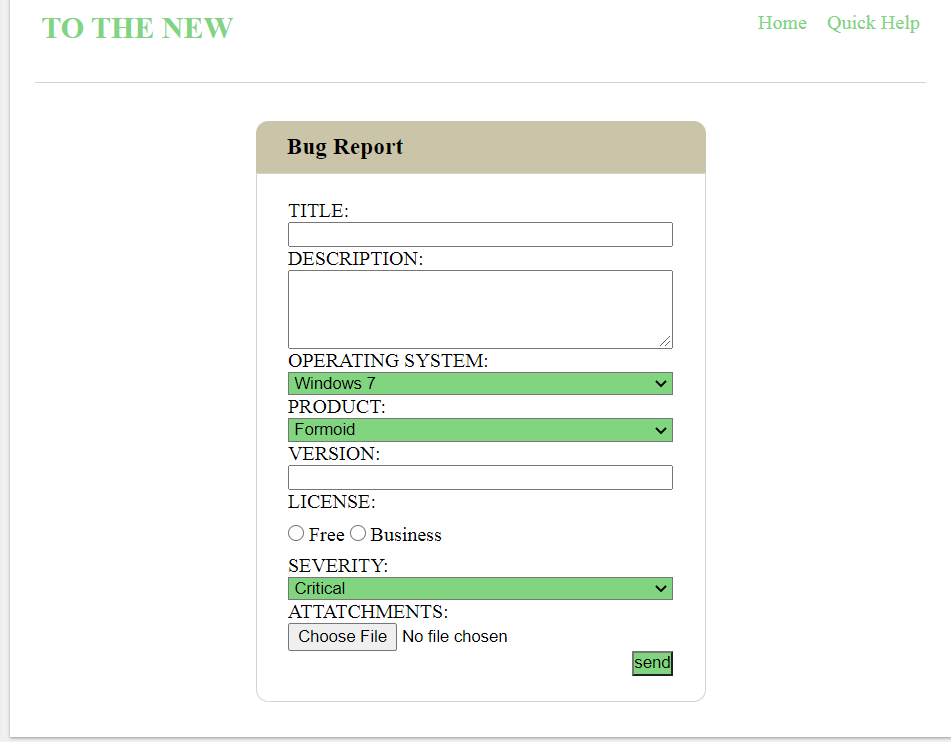 TO THE NEW
Home Quick Help
Bug Report
TITLE:
DESCRIPTION:
OPERATING SYSTEM:
Windows 7
PRODUCT:
Formoid
VERSION:
LICENSE:
Free Business
SEVERITY:
Critical
ATTATCHMENTS:
Choose File No file chosen
send